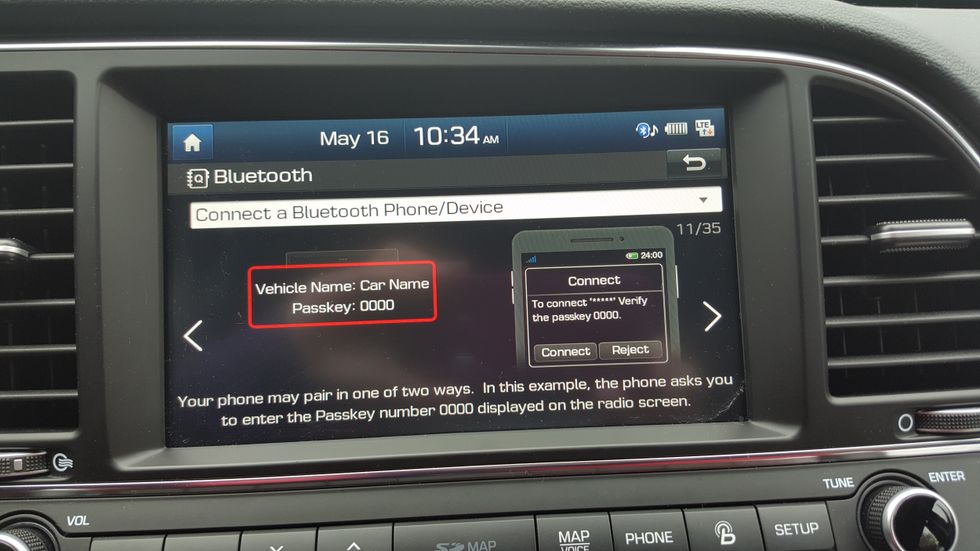 May 16 10:34 AM
LTE
Bluetooth
Connect a Bluetooth Phone/Device
11/35
Vehicle Name: Car Name
Passkey: 0000
24:00
Connect
To connect '*****' Verify
the passkey 0000.
Connect Reject
Your phone may pair in one of two ways. In this example, the phone asks you
to enter the Passkey number 0000 displayed on the radio screen.
VOL
TUNE
ENTER
SD MAP
MAP
VOICE
PHONE
SETUP